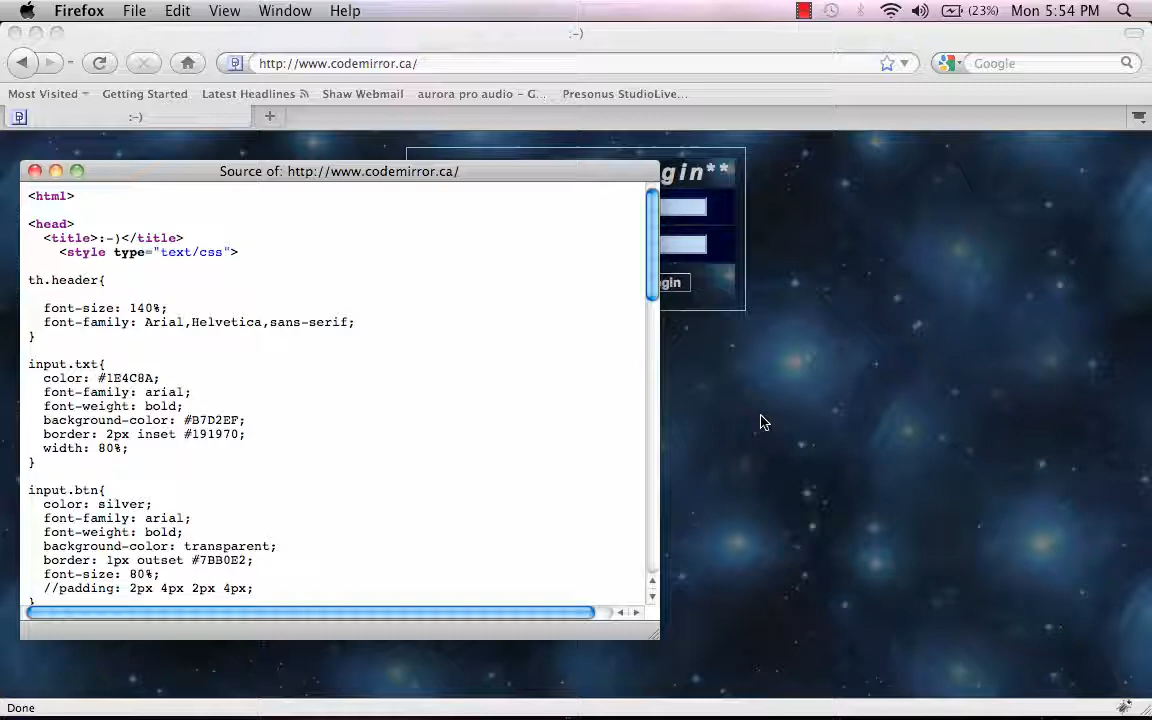 Firefox File Edit View Window Help (23%) Mon 5:54 PM
:-)
http://www.codemirror.ca/ Google
Most Visited Getting Started Latest Headlines Shaw Webmail aurora pro audio – G... Presonus StudioLive...
:-)
Source of: http://www.codemirror.ca/
gin**
gin
<html>
<head>
<title>:-)</title>
<style type="text/css">
th.header{
font-size: 140%;
font-family: Arial,Helvetica,sans-serif;
}
input.txt{
color: #1E4C8A;
font-family: arial;
font-weight: bold;
background-color: #B7D2EF;
border: 2px inset #191970;
width: 80%;
}
input.btn{
color: silver;
font-family: arial;
font-weight: bold;
background-color: transparent;
border: 1px outset #7BB0E2;
font-size: 80%;
//padding: 2px 4px 2px 4px;
}
Done